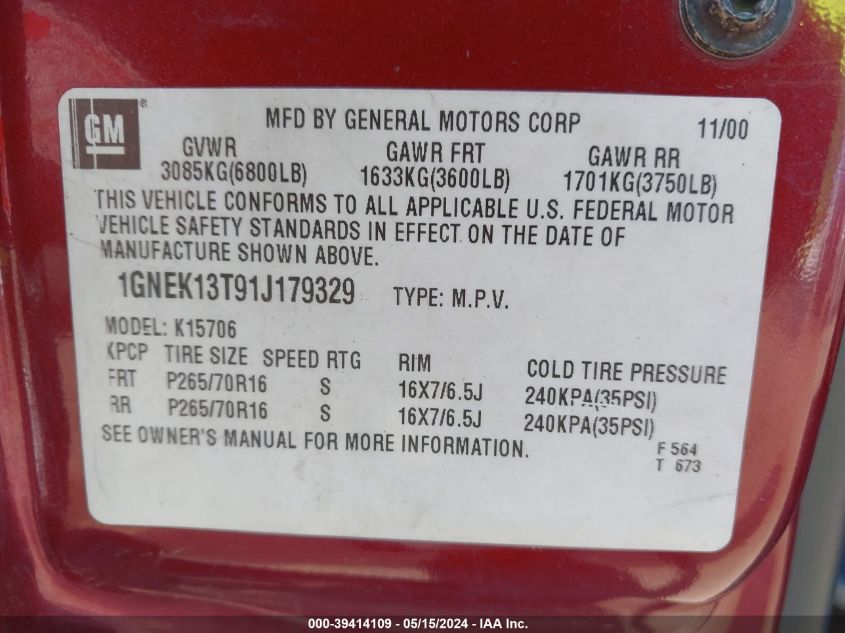 GM ®
MFD BY GENERAL MOTORS CORP 11/00
GVWR GAWR FRT GAWR RR
3085KG(6800LB) 1633KG(3600LB) 1701KG(3750LB)
THIS VEHICLE CONFORMS TO ALL APPLICABLE U.S. FEDERAL MOTOR
VEHICLE SAFETY STANDARDS IN EFFECT ON THE DATE OF
MANUFACTURE SHOWN ABOVE.
1GNEK13T91J179329 TYPE: M.P.V.
MODEL: K15706
KPCP TIRE SIZE SPEED RTG RIM COLD TIRE PRESSURE
FRT P265/70R16 S 16X7/6.5J 240KPA(35PSI)
RR P265/70R16 S 16X7/6.5J 240KPA(35PSI)
SEE OWNER'S MANUAL FOR MORE INFORMATION.
F 564
T 673
000-39414109 - 05/15/2024 - IAA Inc.